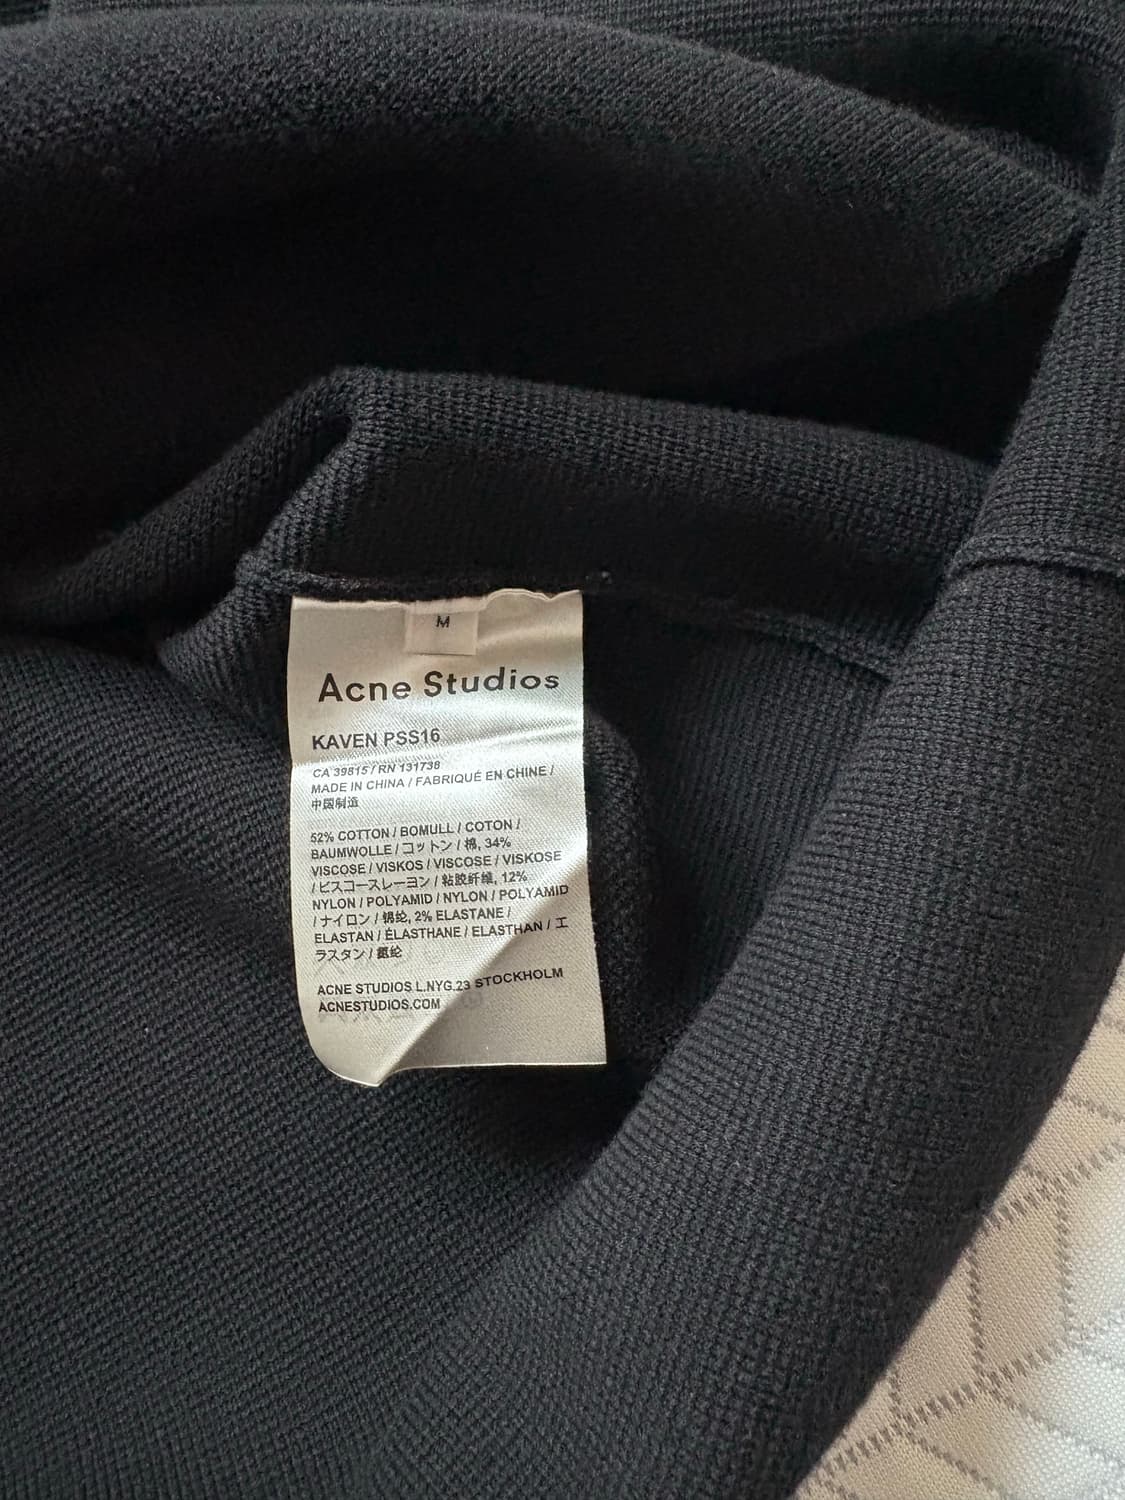 M
Acne Studios
KAVEN PSS16
CA 39815 / RN 131738
MADE IN CHINA / FABRIQUÉ EN CHINE /
中国制造
52% COTTON / BOMULL / COTON /
BAUMWOLLE / コットン / 棉, 34%
VISCOSE / VISKOS / VISCOSE / VISKOSE
/ ビスコースレーヨン / 粘胶纤维, 12%
NYLON / POLYAMID / NYLON / POLYAMID
/ ナイロン / 锦纶, 2% ELASTANE /
ELASTAN / ÉLASTHANE / ELASTHAN / エ
ラスタン / 氨纶
ACNE STUDIOS L.NYG.23 STOCKHOLM
ACNESTUDIOS.COM